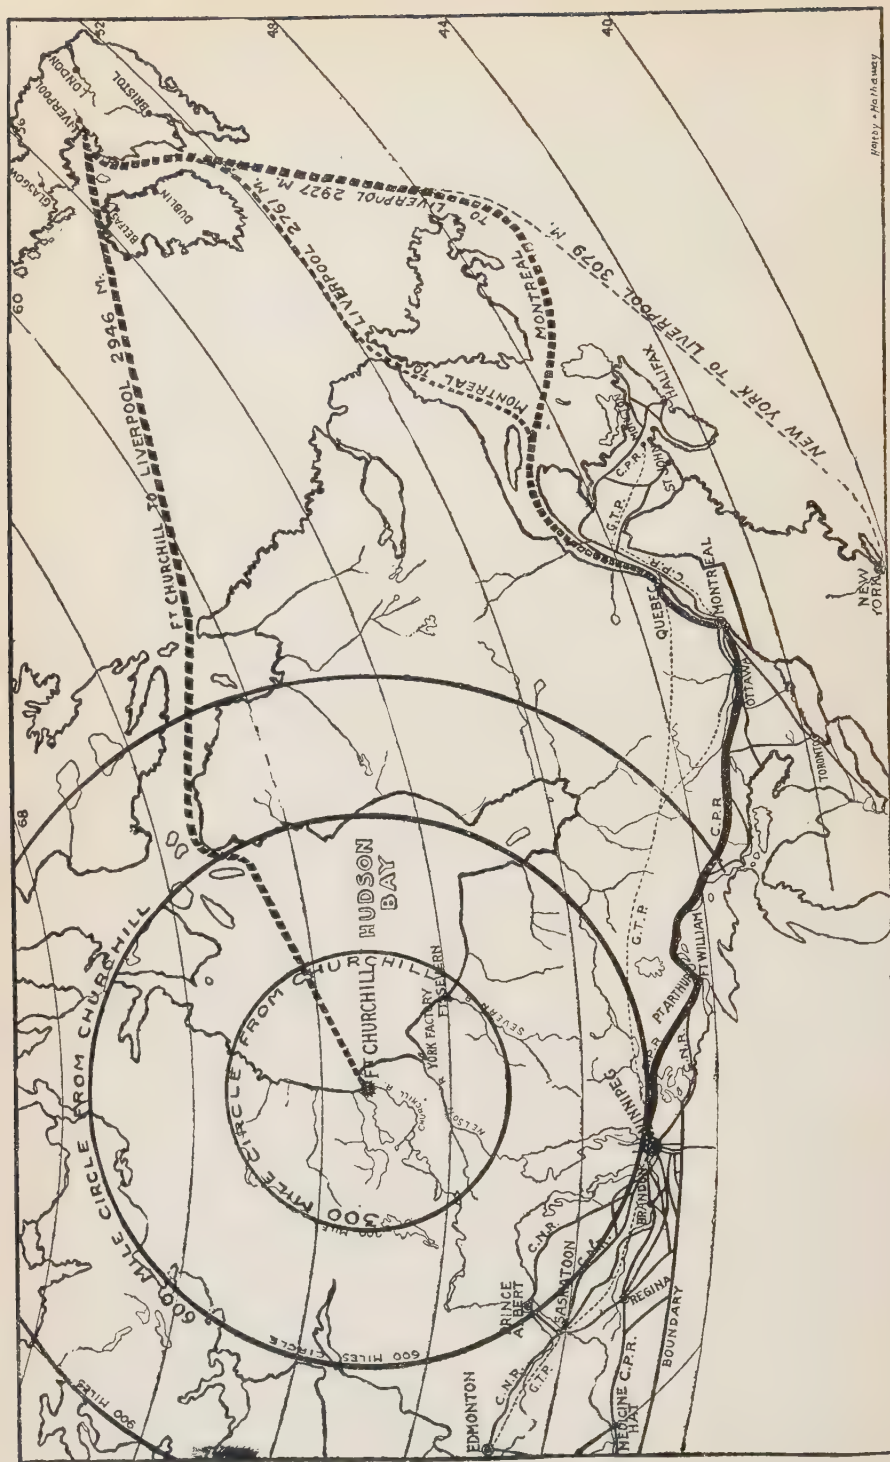 52
48
44
40
56
60
68
GLASGOW
LIVERPOOL
LONDON
BRISTOL
BELFAST
DUBLIN
FT CHURCHILL TO LIVERPOOL 2946 M.
MONTREAL TO LIVERPOOL 2761 M.
MONTREAL TO LIVERPOOL 2927 M.
NEW YORK TO LIVERPOOL 3079 M.
HALIFAX
ST JOHN
C.P.R.
G.T.P.
C.P.R.
QUEBEC
MONTREAL
NEW YORK
OTTAWA
TORONTO
C.P.R
G.T.P.
HUDSON
BAY
FT CHURCHILL
YORK FACTORY
FT SEVERN
SEVERN R.
NELSON R
CHURCHILL R.
300 MILE CIRCLE FROM CHURCHILL
600 MILE CIRCLE FROM CHURCHILL
600 MILES CIRCLE
900 MILES
PT ARTHUR
FT WILLIAM
C.N.R.
WINNIPEG
BRANDON
C.N.R.
PRINCE
ALBERT
SASKATOON
REGINA
BOUNDARY
EDMONTON
C.N.R.
G.T.P.
MEDICINE
HAT
C.P.R.
Haltby + Hathaway